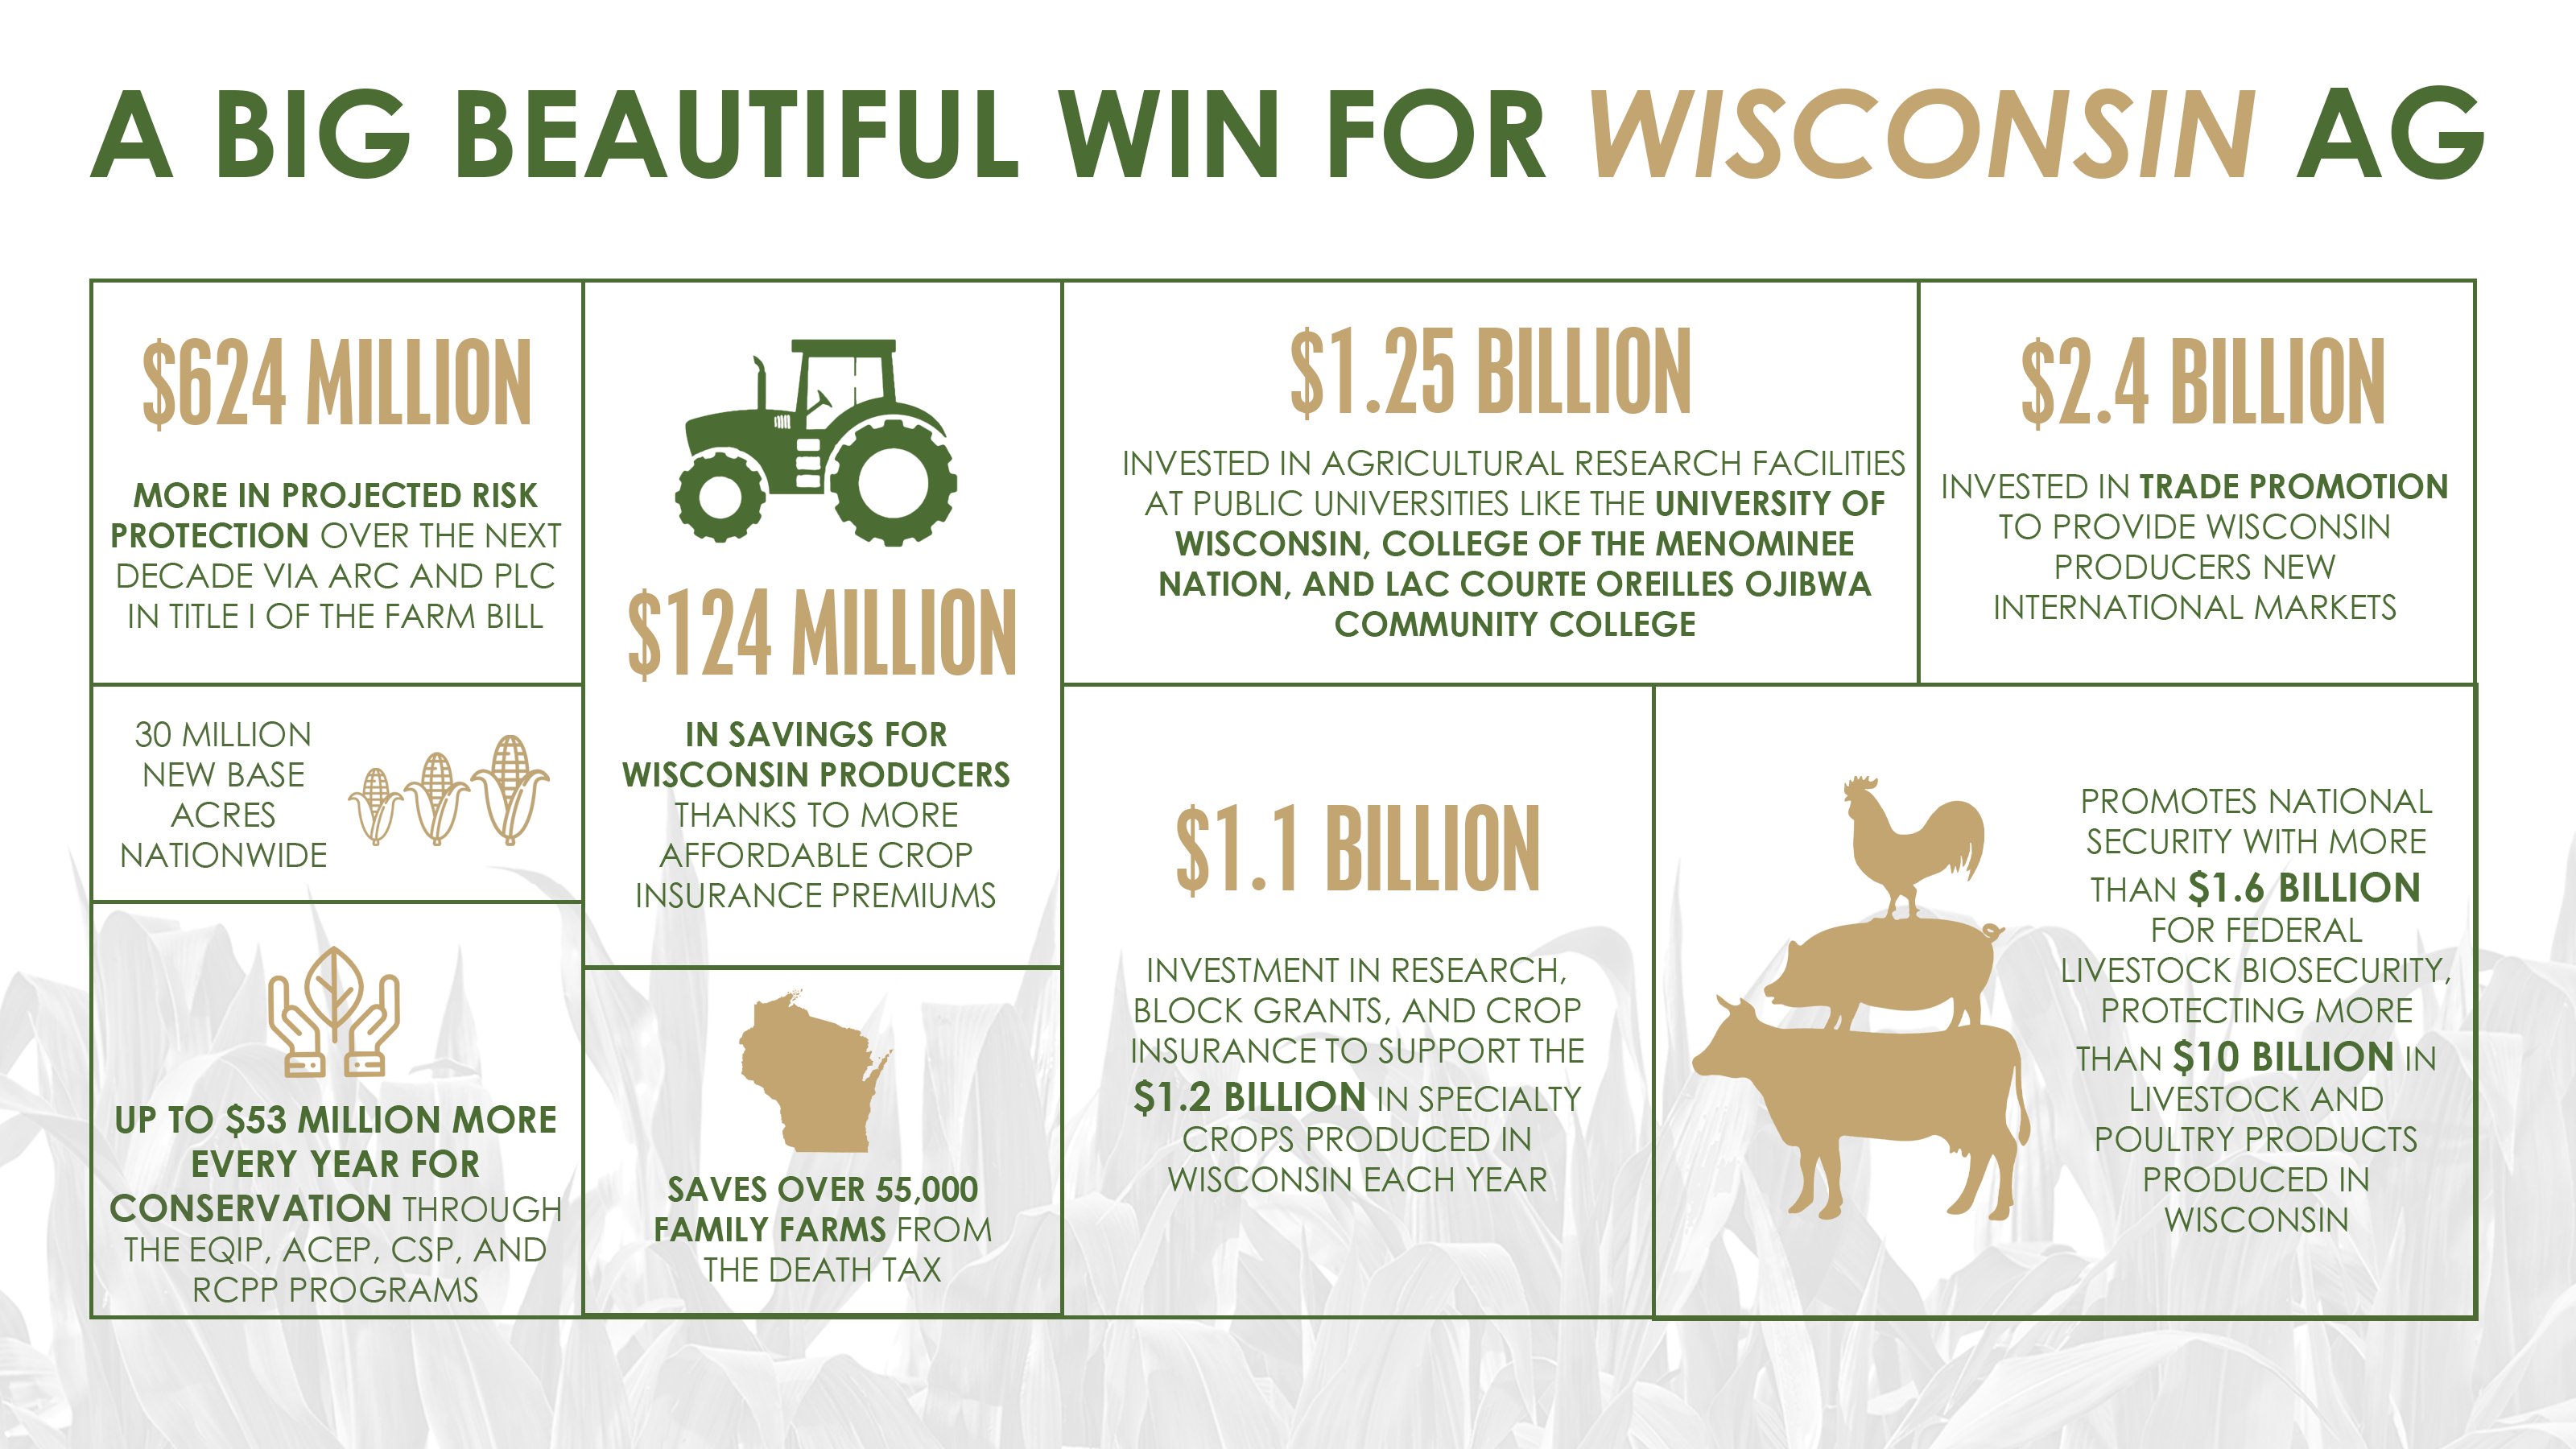 A BIG BEAUTIFUL WIN FOR WISCONSIN AG
$624 MILLION
MORE IN PROJECTED RISK
PROTECTION OVER THE NEXT
DECADE VIA ARC AND PLC
IN TITLE I OF THE FARM BILL
30 MILLION
NEW BASE
ACRES
NATIONWIDE
UP TO $53 MILLION MORE
EVERY YEAR FOR
CONSERVATION THROUGH
THE EQIP, ACEP, CSP, AND
RCPP PROGRAMS
$124 MILLION
IN SAVINGS FOR
WISCONSIN PRODUCERS
THANKS TO MORE
AFFORDABLE CROP
INSURANCE PREMIUMS
SAVES OVER 55,000
FAMILY FARMS FROM
THE DEATH TAX
$1.25 BILLION
INVESTED IN AGRICULTURAL RESEARCH FACILITIES
AT PUBLIC UNIVERSITIES LIKE THE UNIVERSITY OF
WISCONSIN, COLLEGE OF THE MENOMINEE
NATION, AND LAC COURTE OREILLES OJIBWA
COMMUNITY COLLEGE
$2.4 BILLION
INVESTED IN TRADE PROMOTION
TO PROVIDE WISCONSIN
PRODUCERS NEW
INTERNATIONAL MARKETS
$1.1 BILLION
INVESTMENT IN RESEARCH,
BLOCK GRANTS, AND CROP
INSURANCE TO SUPPORT THE
$1.2 BILLION IN SPECIALTY
CROPS PRODUCED IN
WISCONSIN EACH YEAR
PROMOTES NATIONAL
SECURITY WITH MORE
THAN $1.6 BILLION
FOR FEDERAL
LIVESTOCK BIOSECURITY,
PROTECTING MORE
THAN $10 BILLION IN
LIVESTOCK AND
POULTRY PRODUCTS
PRODUCED IN
WISCONSIN